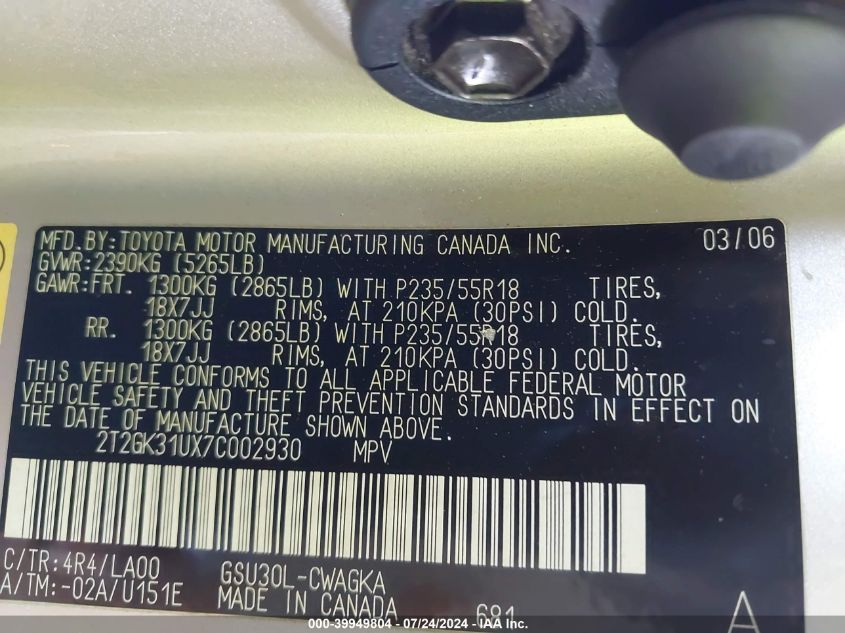 MFD.BY:TOYOTA MOTOR MANUFACTURING CANADA INC. 03/06
GVWR:2390KG (5265LB)
GAWR:FRT. 1300KG (2865LB) WITH P235/55R18 TIRES,
18X7JJ RIMS, AT 210KPA (30PSI) COLD.
RR. 1300KG (2865LB) WITH P235/55R18 TIRES,
18X7JJ RIMS, AT 210KPA (30PSI) COLD.
THIS VEHICLE CONFORMS TO ALL APPLICABLE FEDERAL MOTOR
VEHICLE SAFETY AND THEFT PREVENTION STANDARDS IN EFFECT ON
THE DATE OF MANUFACTURE SHOWN ABOVE.
2T2GK31UX7C002930 MPV
C/TR:4R4/LA00 GSU30L-CWAGKA
A/TM:-02A/U151E MADE IN CANADA 681 A
000-39949804 - 07/24/2024 - IAA Inc.